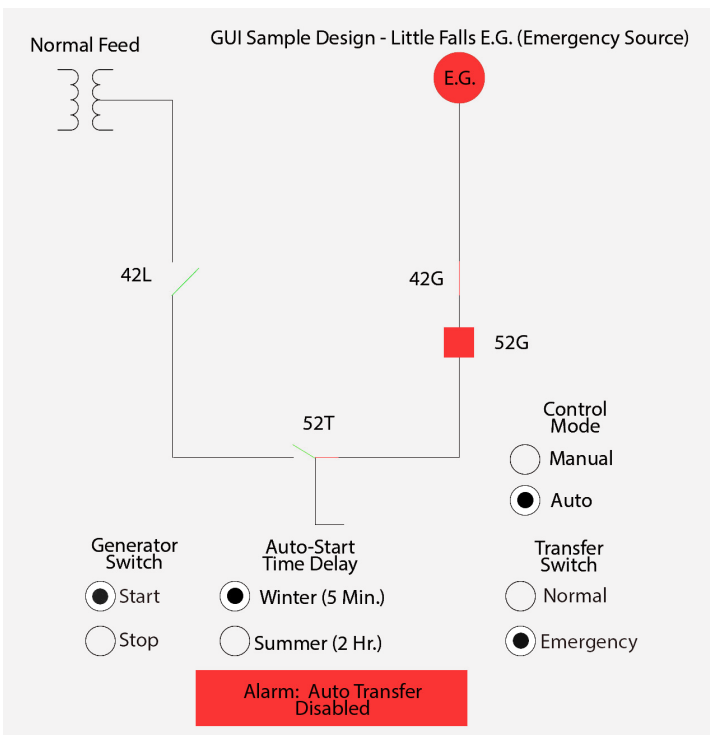 Normal Feed
GUI Sample Design - Little Falls E.G. (Emergency Source)
E.G.
42L
42G
52G
52T
Control
Mode
Manual
Auto
Generator
Switch
Start
Stop
Auto-Start
Time Delay
Winter (5 Min.)
Summer (2 Hr.)
Transfer
Switch
Normal
Emergency
Alarm: Auto Transfer
Disabled